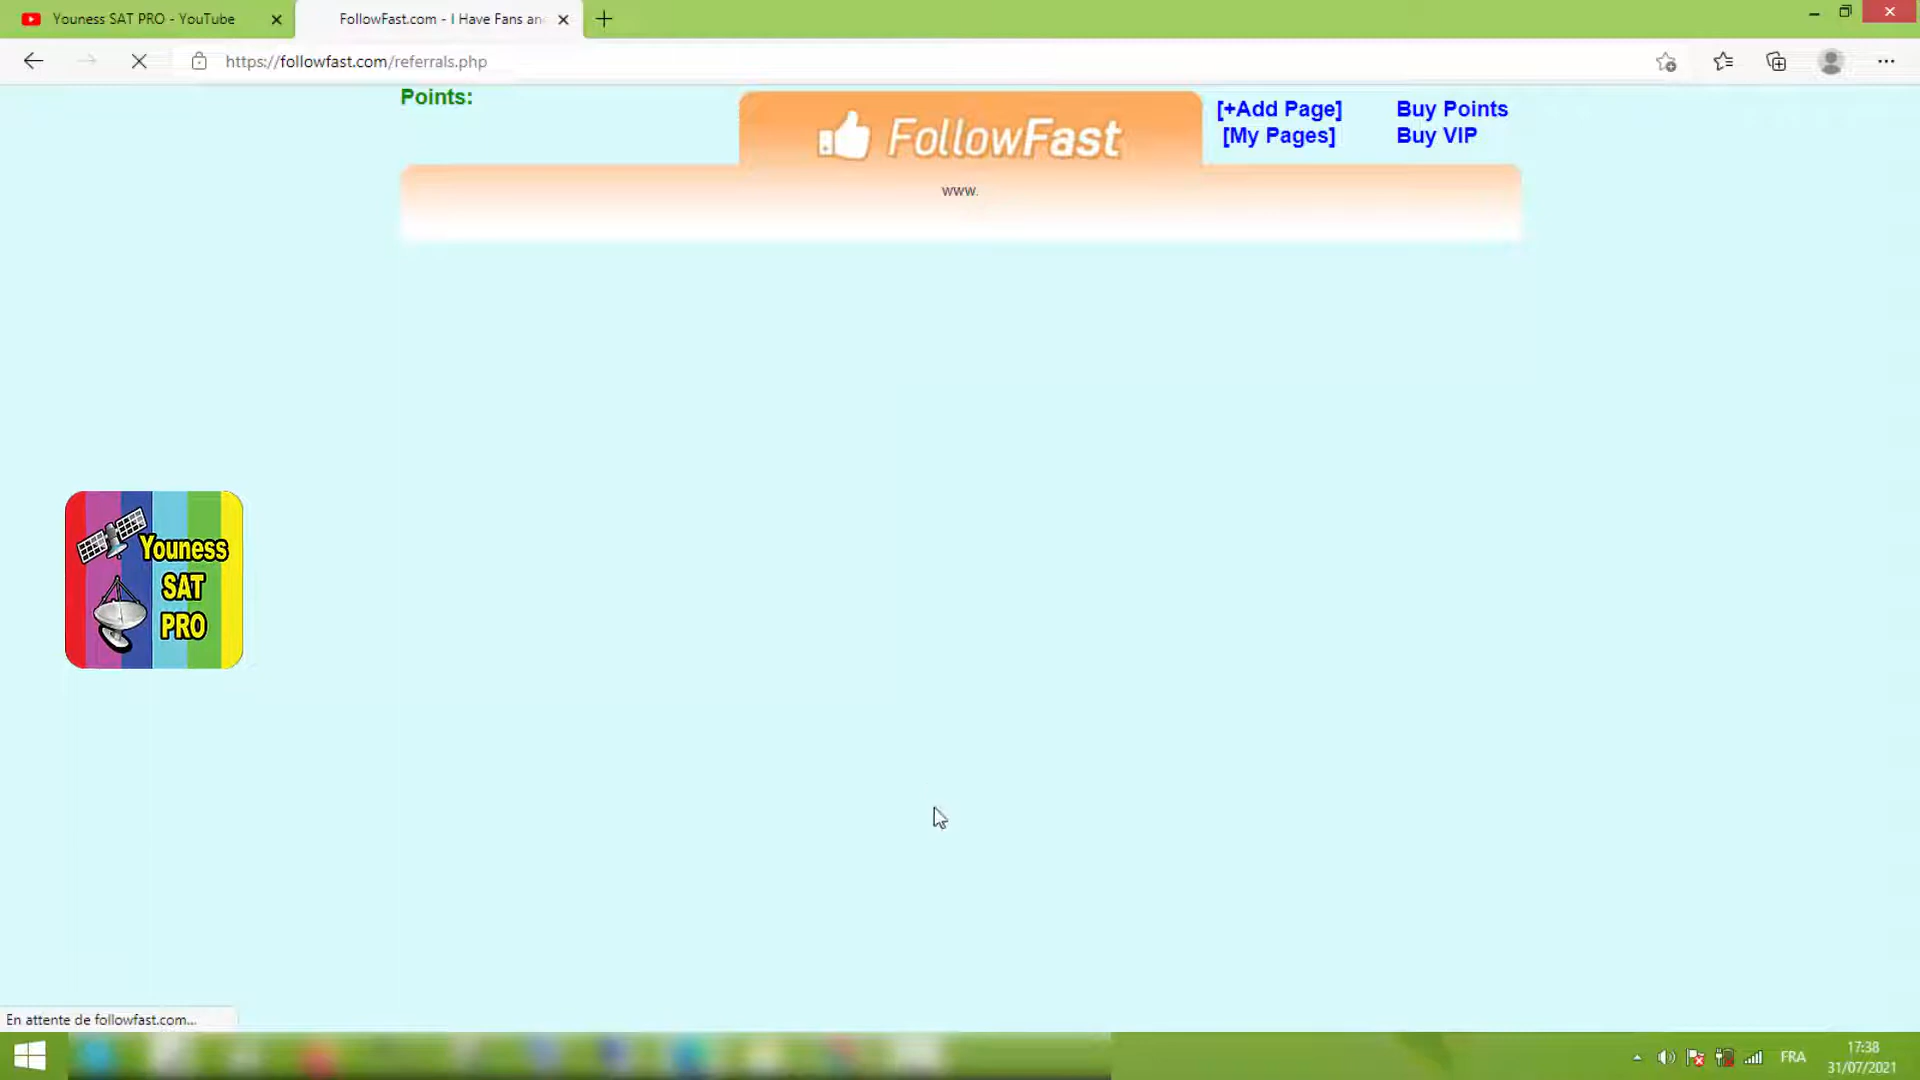 Youness SAT PRO - YouTube
FollowFast.com - I Have Fans an
https://followfast.com/referrals.php
Points:
FollowFast
[+Add Page]
Buy Points
[My Pages]
Buy VIP
www.
Youness
SAT
PRO
En attente de followfast.com...
FRA
17:38
31/07/2021